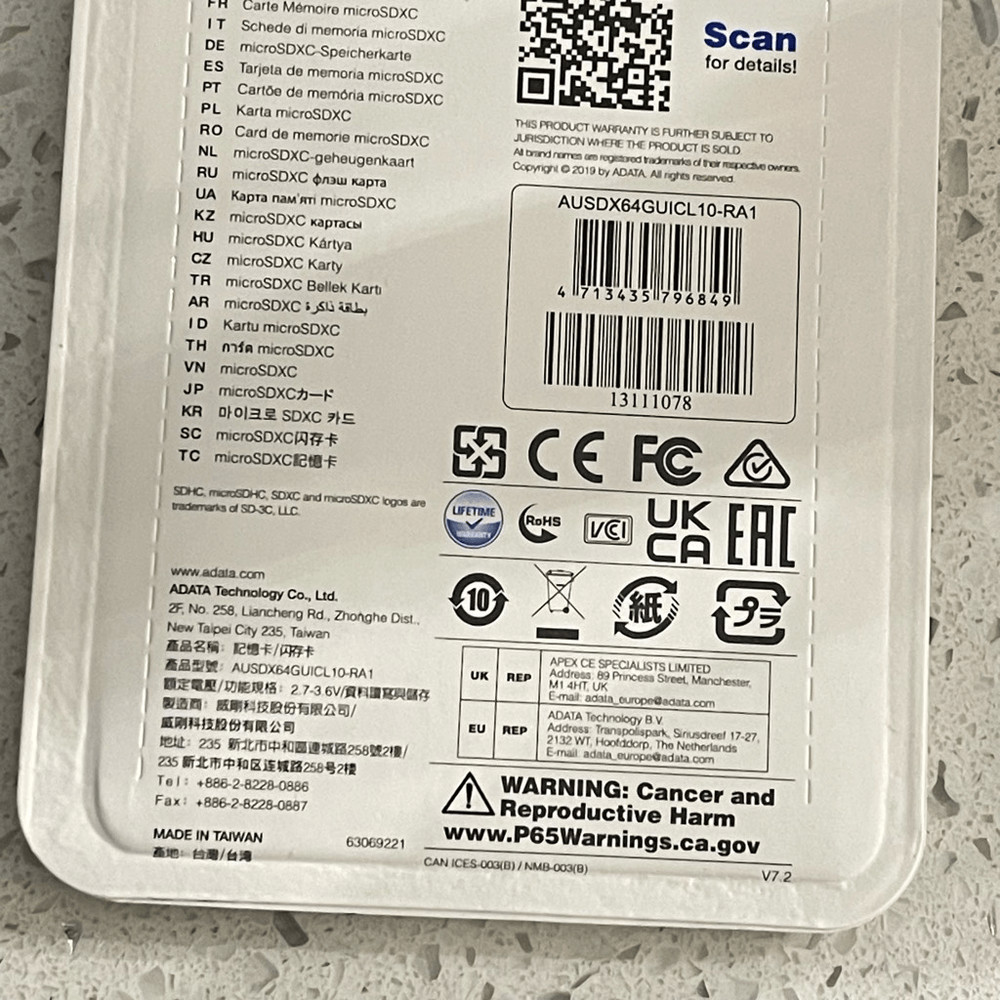 FR Carte Mémoire microSDXC
IT Schede di memoria microSDXC
DE microSDXC-Speicherkarte
ES Tarjeta de memoria microSDXC
PT Cartõe de memória microSDXC
PL Karta microSDXC
RO Card de memorie microSDXC
NL microSDXC-geheugenkaart
RU microSDXC флэш карта
UA Карта пам'яті microSDXC
KZ microSDXC картасы
HU microSDXC Kártya
CZ microSDXC Karty
TR microSDXC Bellek Kartı
AR microSDXC بطاقة ذاكرة
ID Kartu microSDXC
TH การ์ด microSDXC
VN microSDXC
JP microSDXCカード
KR 마이크로 SDXC 카드
SC microSDXC闪存卡
TC microSDXC記憶卡
SDHC, microSDHC, SDXC and microSDXC logos are
trademarks of SD-3C, LLC.
www.adata.com
ADATA Technology Co., Ltd.
2F, No. 258, Liancheng Rd., Zhonghe Dist.,
New Taipei City 235, Taiwan
產品名稱：記憶卡/闪存卡
產品型號：AUSDX64GUICL10-RA1
額定電壓/功能規格：2.7-3.6V/資料讀寫與儲存
製造商：威剛科技股份有限公司/
威刚科技股份有限公司
地址：235 新北市中和區連城路258號2樓/
235 新北市中和区连城路258号2楼
Tel：+886-2-8228-0886
Fax：+886-2-8228-0887
MADE IN TAIWAN 63069221
產地：台灣/台湾
Scan
for details!
THIS PRODUCT WARRANTY IS FURTHER SUBJECT TO
JURISDICTION WHERE THE PRODUCT IS SOLD
All brand names are registered trademarks of their respective owners.
Copyright © 2019 by ADATA. All rights reserved.
AUSDX64GUICL10-RA1
4 713435 796849
13111078
CE FC
LIFETIME
WARRANTY
RoHS
VCI
UK
CA
EAC
10
紙
プラ
UK REP
APEX CE SPECIALISTS LIMITED
Address: 89 Princess Street, Manchester,
M1 4HT, UK
E-mail: adata_europe@adata.com
EU REP
ADATA Technology B.V.
Address: Transpolispark, Siriusdreef 17-27,
2132 WT, Hoofddorp, The Netherlands
E-mail: adata_europe@adata.com
WARNING: Cancer and
Reproductive Harm
www.P65Warnings.ca.gov
CAN ICES-003(B) / NMB-003(B)
V7.2